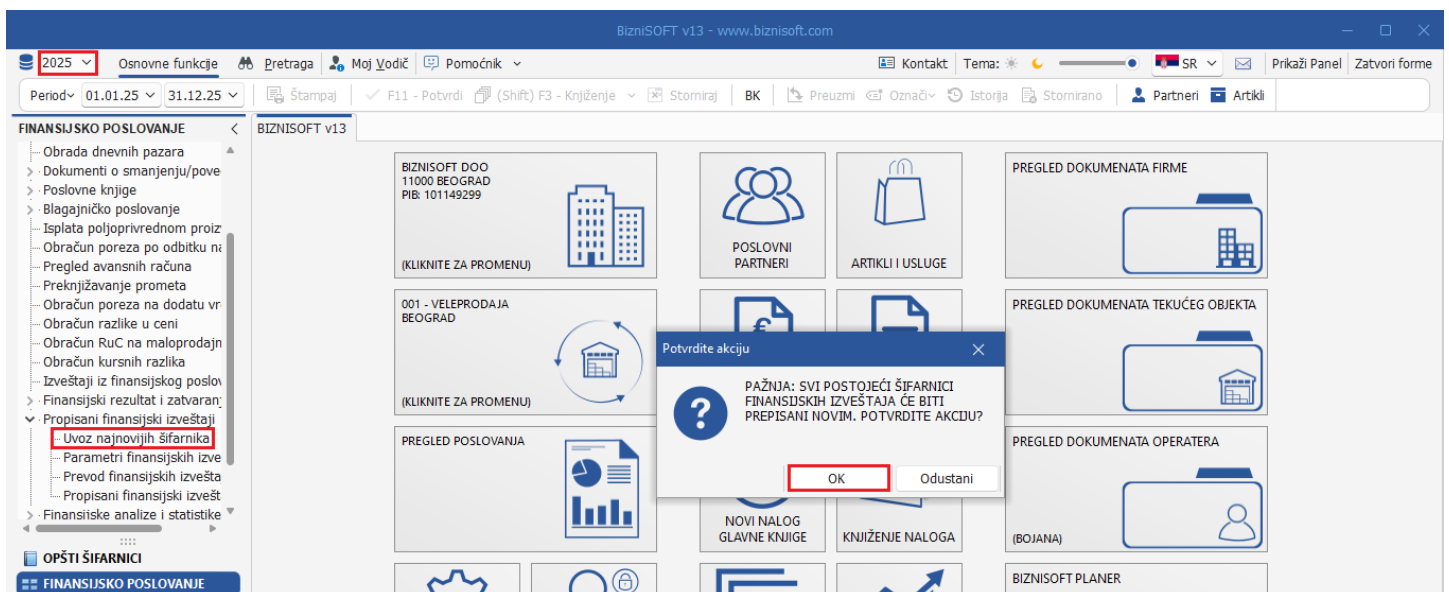 BizniSOFT v13 - www.biznisoft.com
2025 Osnovne funkcije Pretraga Moj Vodič Pomoćnik Kontakt Tema: SR Prikaži Panel Zatvori forme
Period 01.01.25 31.12.25 Štampaj F11 - Potvrdi (Shift) F3 - Knjiženje Storniraj BK Preuzmi Označi Istorija Stornirano Partneri Artikli
FINANSIJSKO POSLOVANJE
BIZNISOFT v13
Obrada dnevnih pazara
Dokumenti o smanjenju/pove
Poslovne knjige
Blagajničko poslovanje
Isplata poljoprivrednom proiz
Obračun poreza po odbitku na
Pregled avansnih računa
Preknjižavanje prometa
Obračun poreza na dodatu vr
Obračun razlike u ceni
Obračun RuC na maloprodajn
Obračun kursnih razlika
Izveštaji iz finansijskog poslov
Finansijski rezultat i zatvaranj
Propisani finansijski izveštaji
Uvoz najnovijih šifarnika
Parametri finansijskih izve
Prevod finansijskih izvešta
Propisani finansijski izvešt
Finansijske analize i statistike
OPŠTI ŠIFARNICI
FINANSIJSKO POSLOVANJE
BIZNISOFT DOO
11000 BEOGRAD
PIB: 101149299
(KLIKNITE ZA PROMENU)
POSLOVNI
PARTNERI
ARTIKLI I USLUGE
PREGLED DOKUMENATA FIRME
001 - VELEPRODAJA
BEOGRAD
(KLIKNITE ZA PROMENU)
PREGLED DOKUMENATA TEKUĆEG OBJEKTA
Potvrdite akciju
PAŽNJA: SVI POSTOJEĆI ŠIFARNICI
FINANSIJSKIH IZVEŠTAJA ĆE BITI
PREPISANI NOVIM. POTVRDITE AKCIJU?
OK Odustani
PREGLED POSLOVANJA
NOVI NALOG
GLAVNE KNJIGE
KNJIŽENJE NALOGA
PREGLED DOKUMENATA OPERATERA
(BOJANA)
BIZNISOFT PLANER